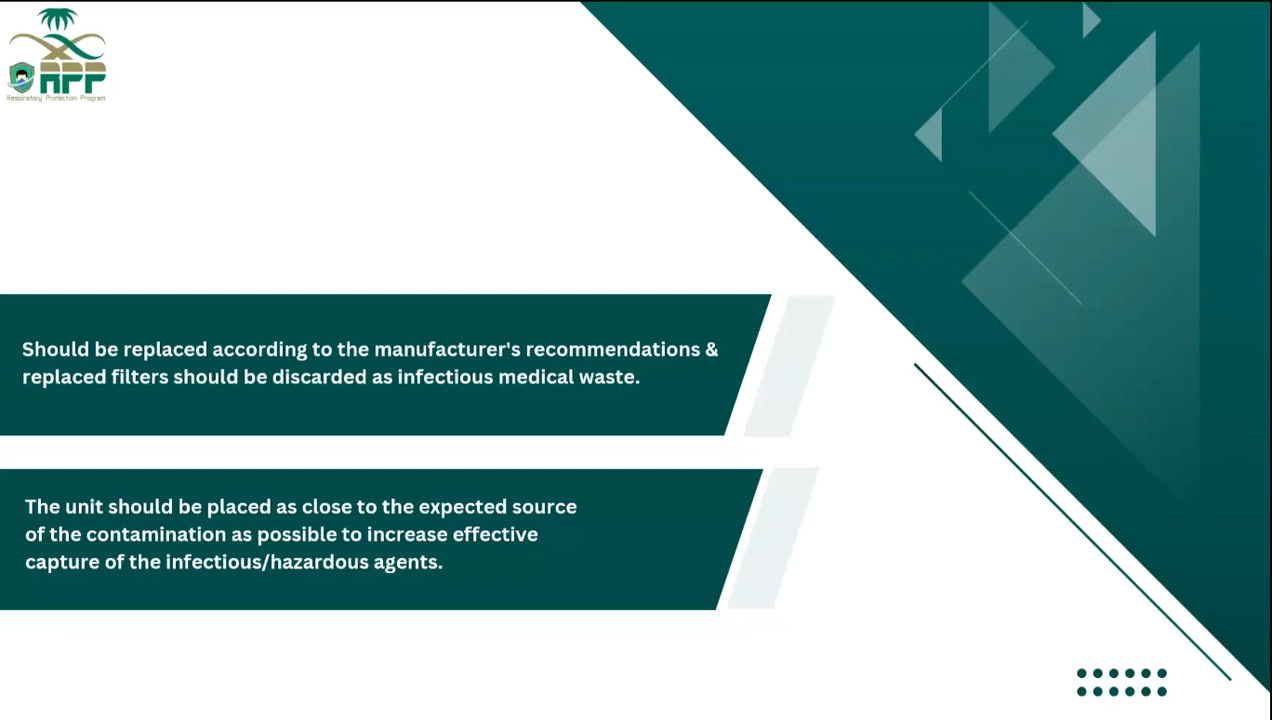 RPP
Respiratory Protection Program
Should be replaced according to the manufacturer's recommendations &
replaced filters should be discarded as infectious medical waste.
The unit should be placed as close to the expected source
of the contamination as possible to increase effective
capture of the infectious/hazardous agents.